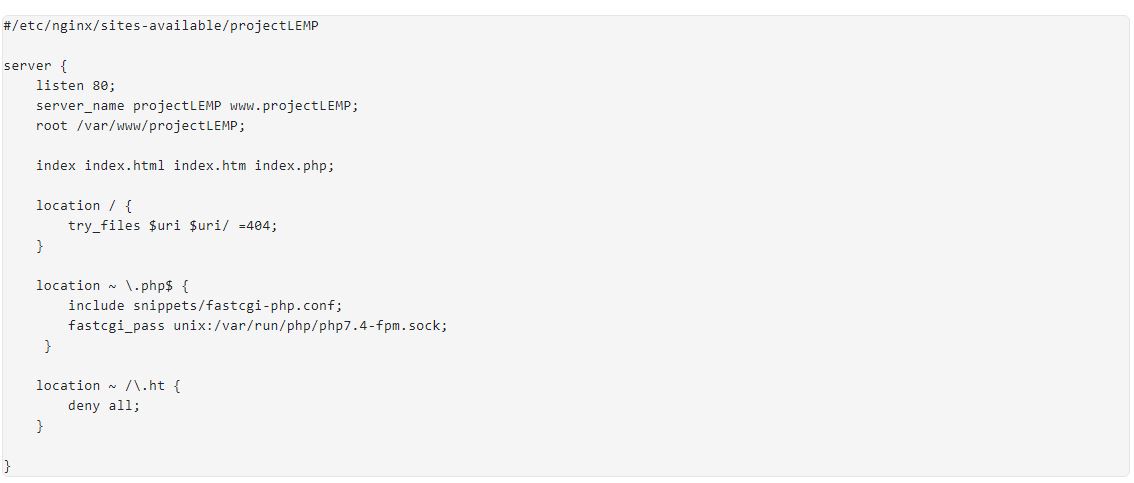 #/etc/nginx/sites-available/projectLEMP
server {
    listen 80;
    server_name projectLEMP www.projectLEMP;
    root /var/www/projectLEMP;
    index index.html index.htm index.php;
    location / {
        try_files $uri $uri/ =404;
    }
    location ~ \.php$ {
        include snippets/fastcgi-php.conf;
        fastcgi_pass unix:/var/run/php/php7.4-fpm.sock;
     }
    location ~ /\.ht {
        deny all;
    }
}